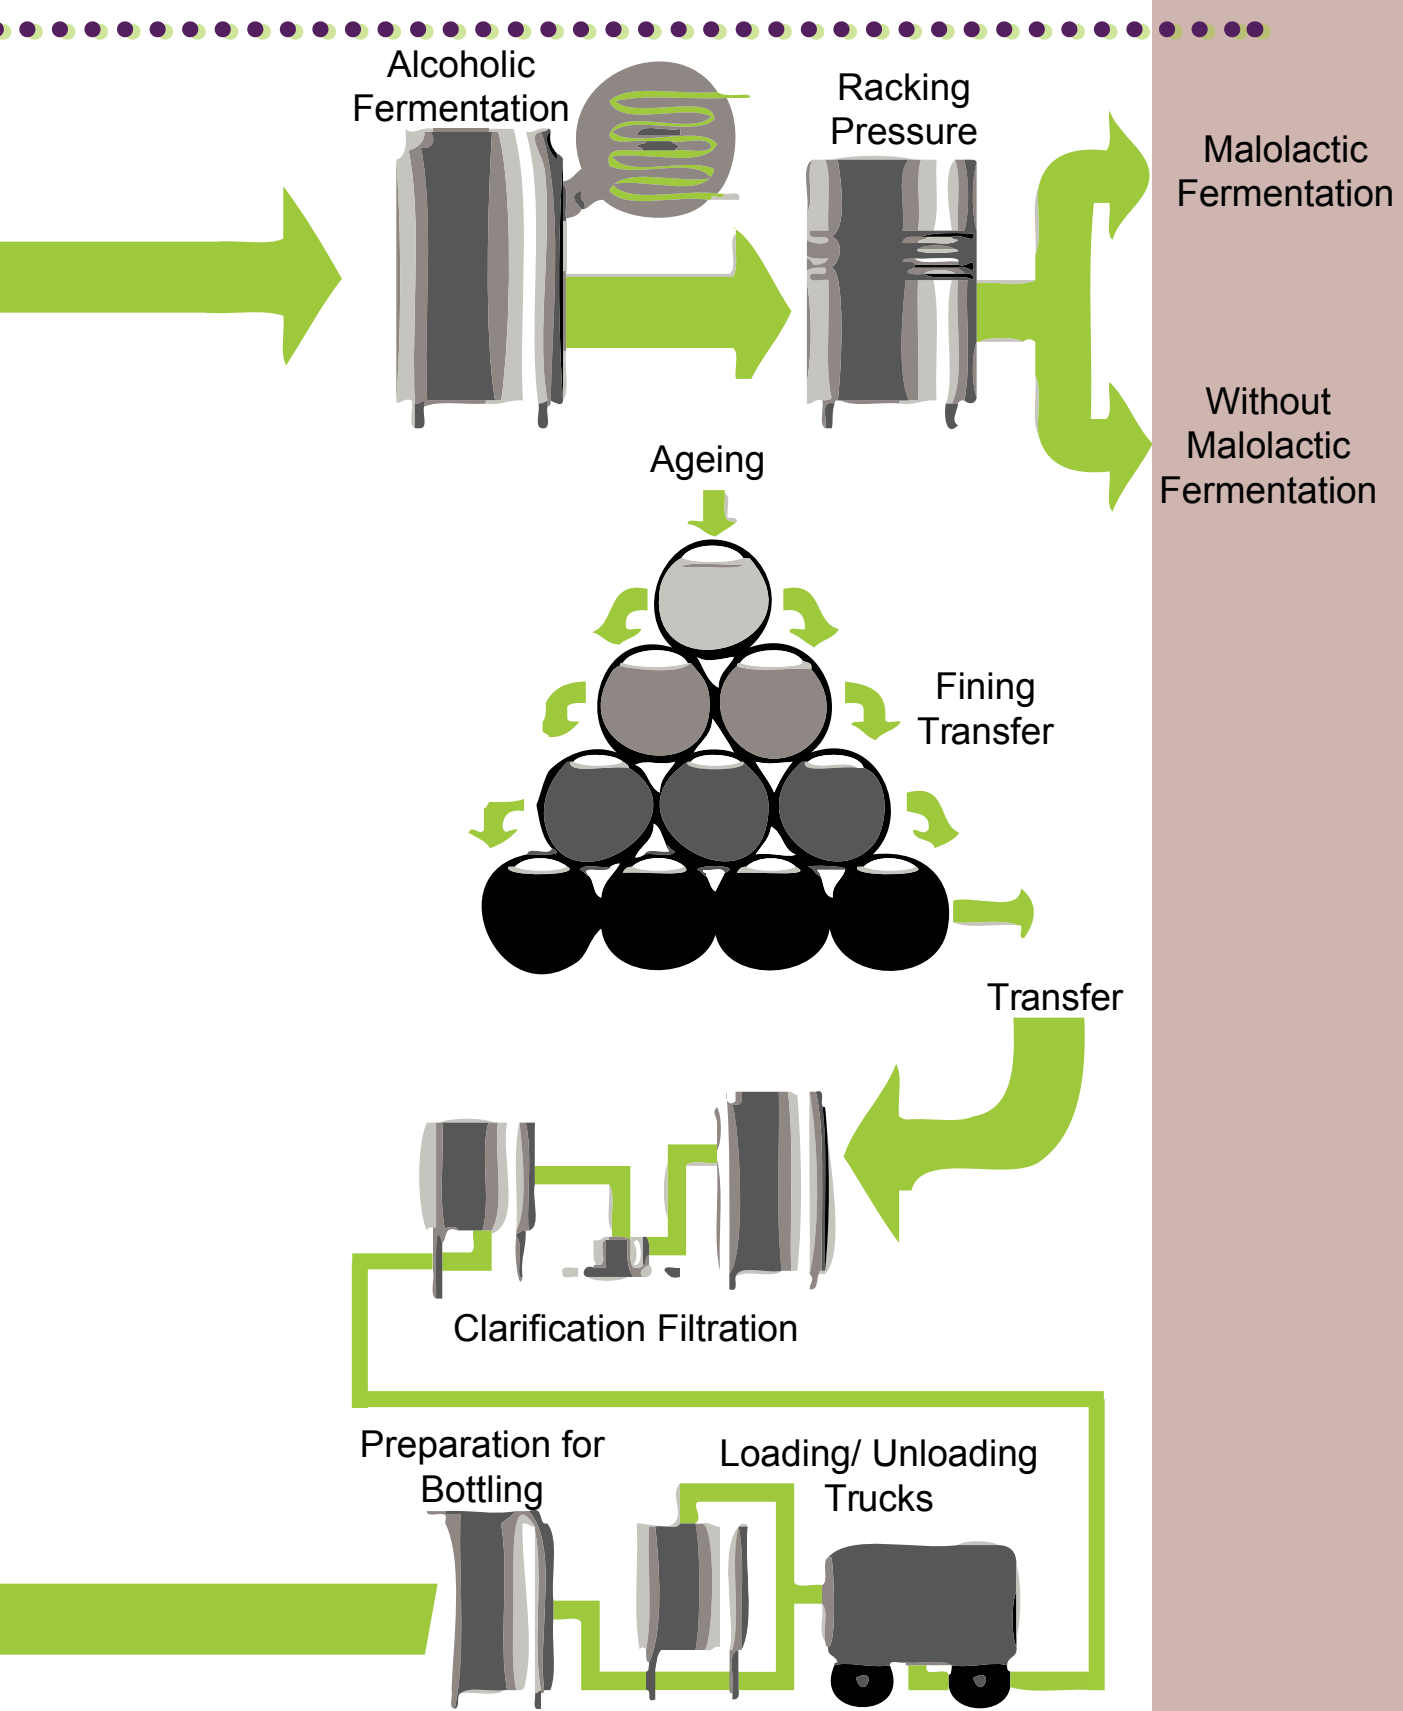 Alcoholic
Fermentation
Racking
Pressure
Malolactic
Fermentation
Without
Malolactic
Fermentation
Ageing
Fining
Transfer
Transfer
Clarification Filtration
Preparation for
Bottling
Loading/ Unloading
Trucks